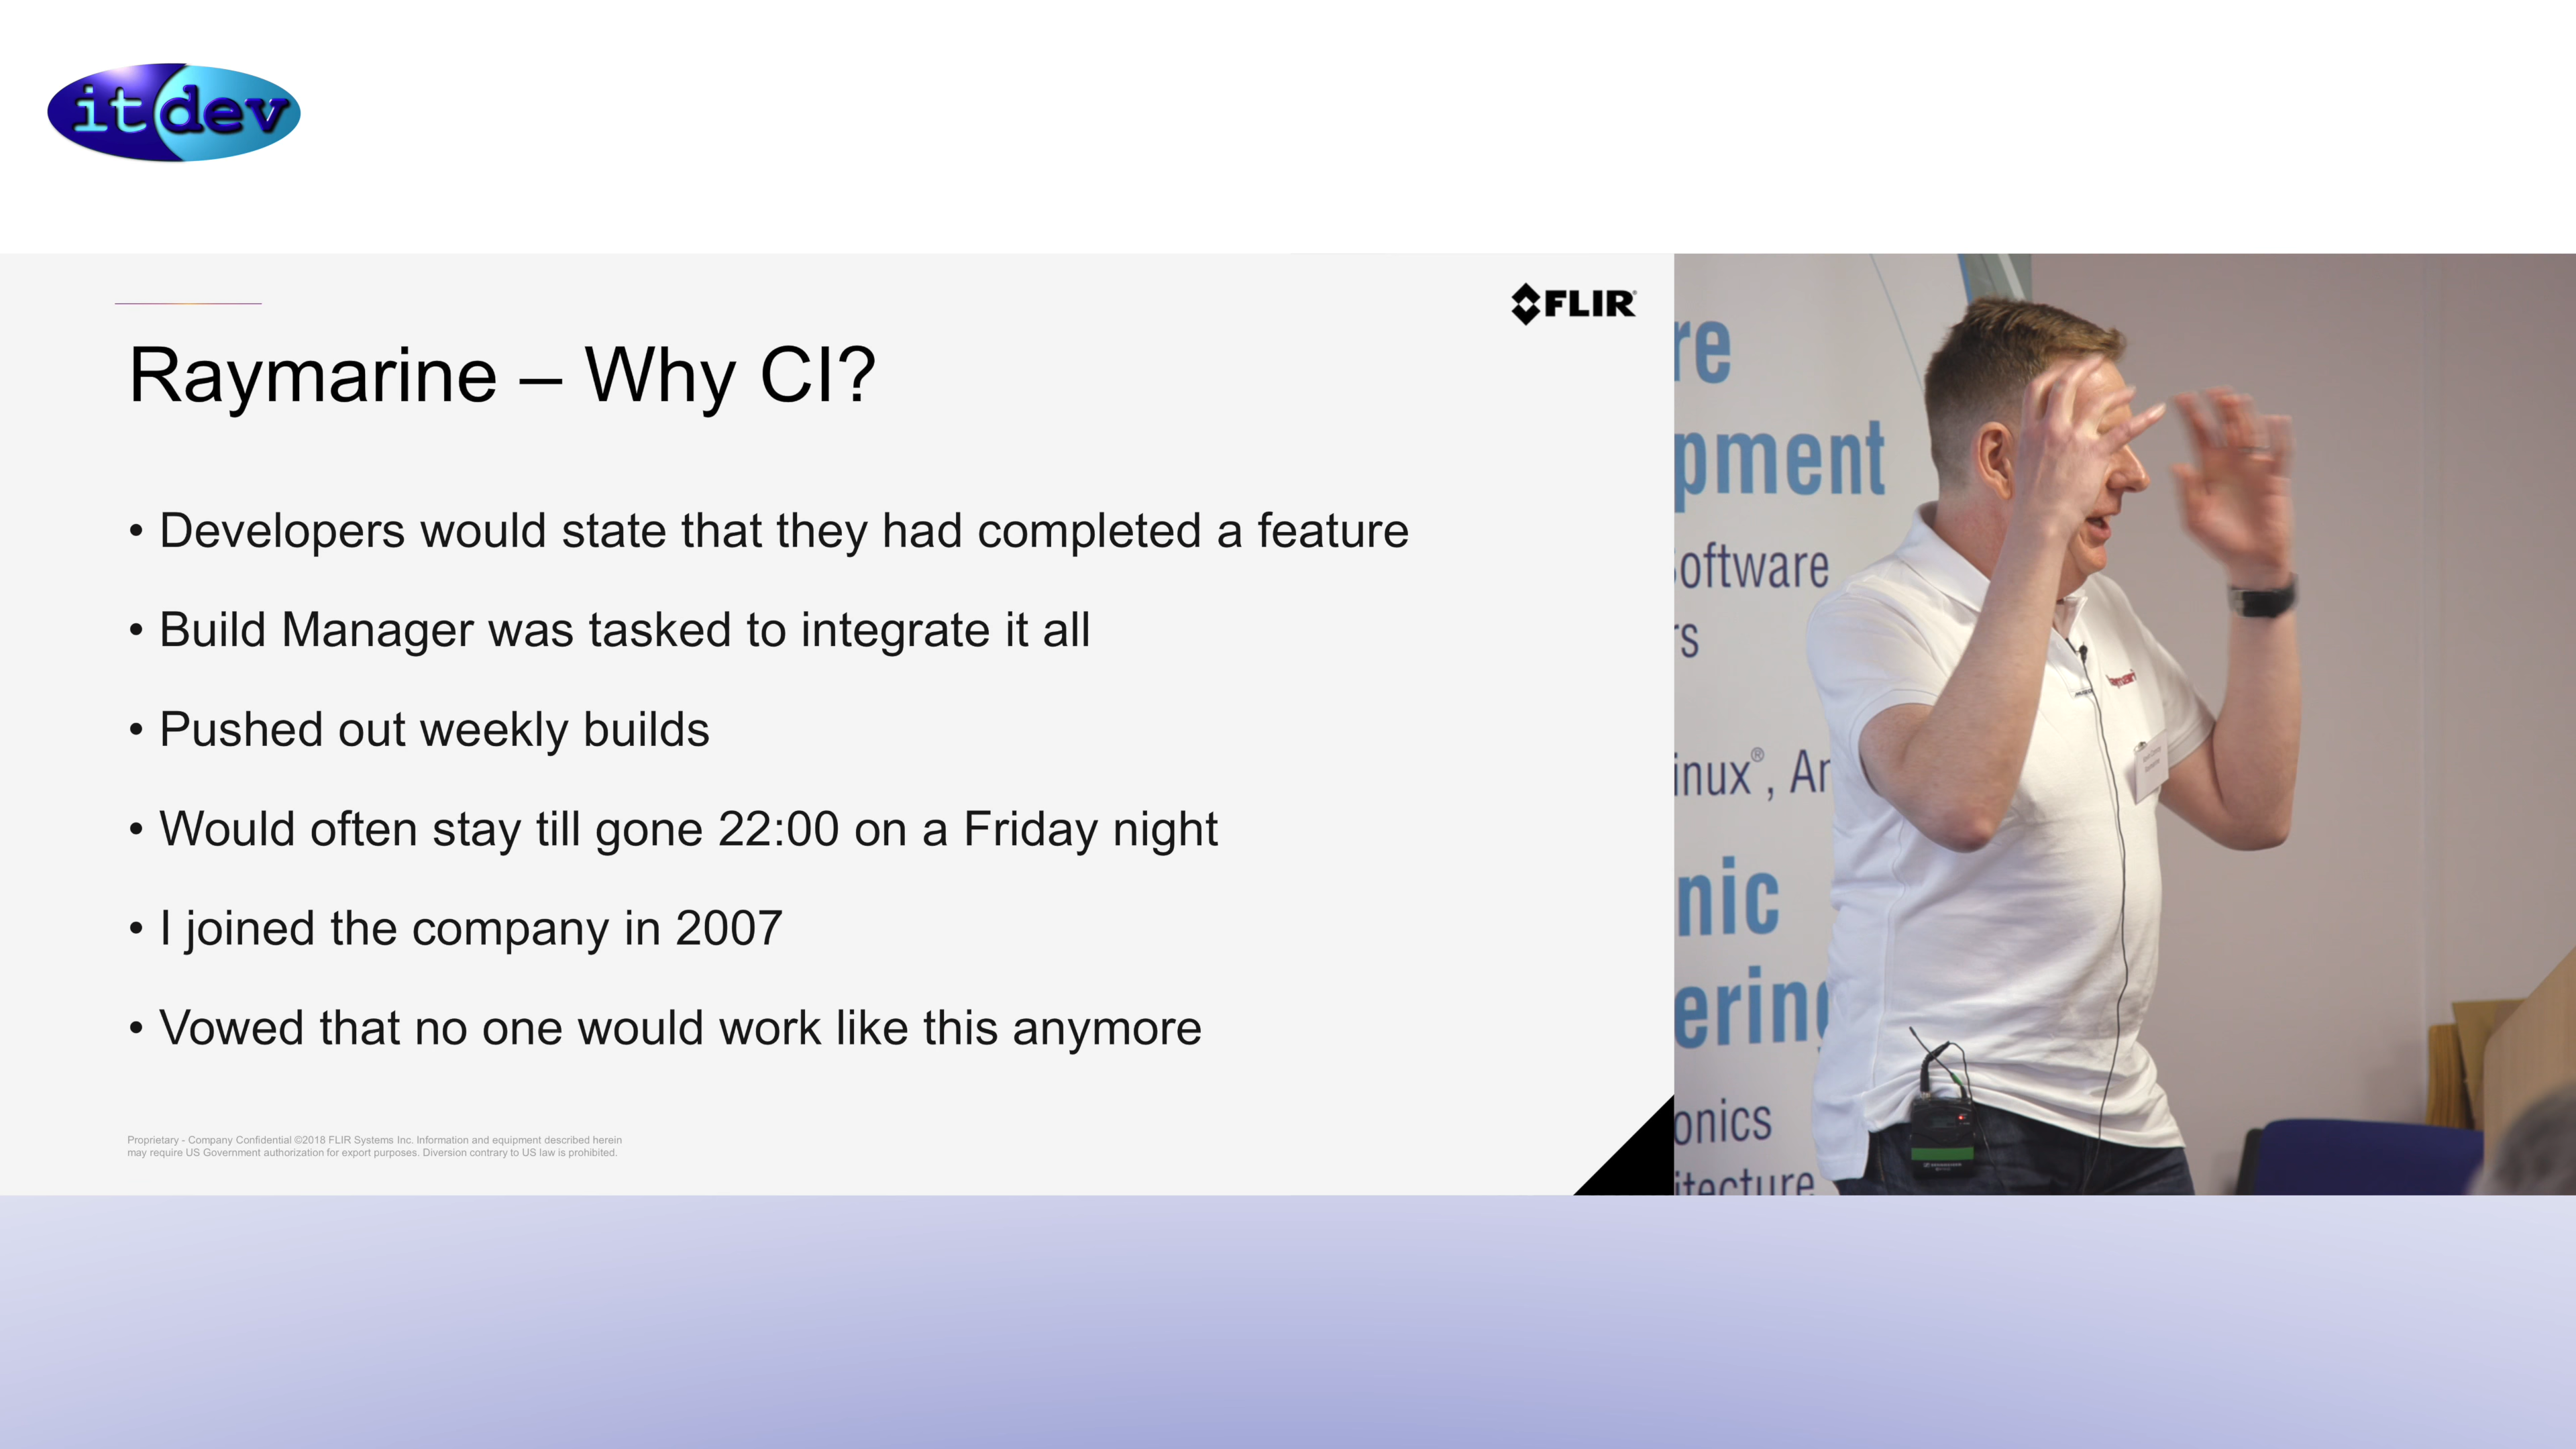 itdev
FLIR
Raymarine – Why CI?
• Developers would state that they had completed a feature
• Build Manager was tasked to integrate it all
• Pushed out weekly builds
• Would often stay till gone 22:00 on a Friday night
• I joined the company in 2007
• Vowed that no one would work like this anymore
Proprietary - Company Confidential ©2018 FLIR Systems Inc. Information and equipment described herein
may require US Government authorization for export purposes. Diversion contrary to US law is prohibited.
re
pment
oftware
rs
inux®, Ar
nic
ering
onics
itecture